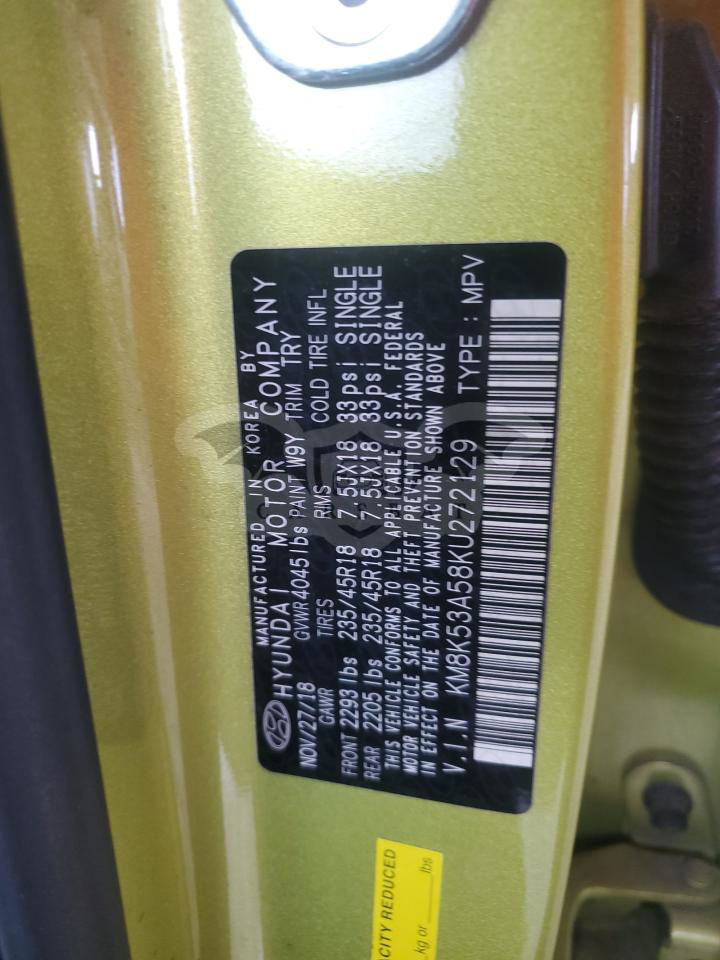 MANUFACTURED IN KOREA BY
HYUNDAI MOTOR COMPANY
NOV/27/18 GVWR 4045lbs PAINT W9Y TRIM TRY
GAWR TIRES RIMS COLD TIRE INFL
FRONT 2293 lbs 235/45R18 7.5JX18 33psi SINGLE
REAR 2205 lbs 235/45R18 7.5JX18 33psi SINGLE
THIS VEHICLE CONFORMS TO ALL APPLICABLE U.S.A. FEDERAL
MOTOR VEHICLE SAFETY AND THEFT PREVENTION STANDARDS
IN EFFECT ON THE DATE OF MANUFACTURE SHOWN ABOVE
V.I.N KM8K53A58KU272129 TYPE : MPV
CITY REDUCED
kg or ____ lbs